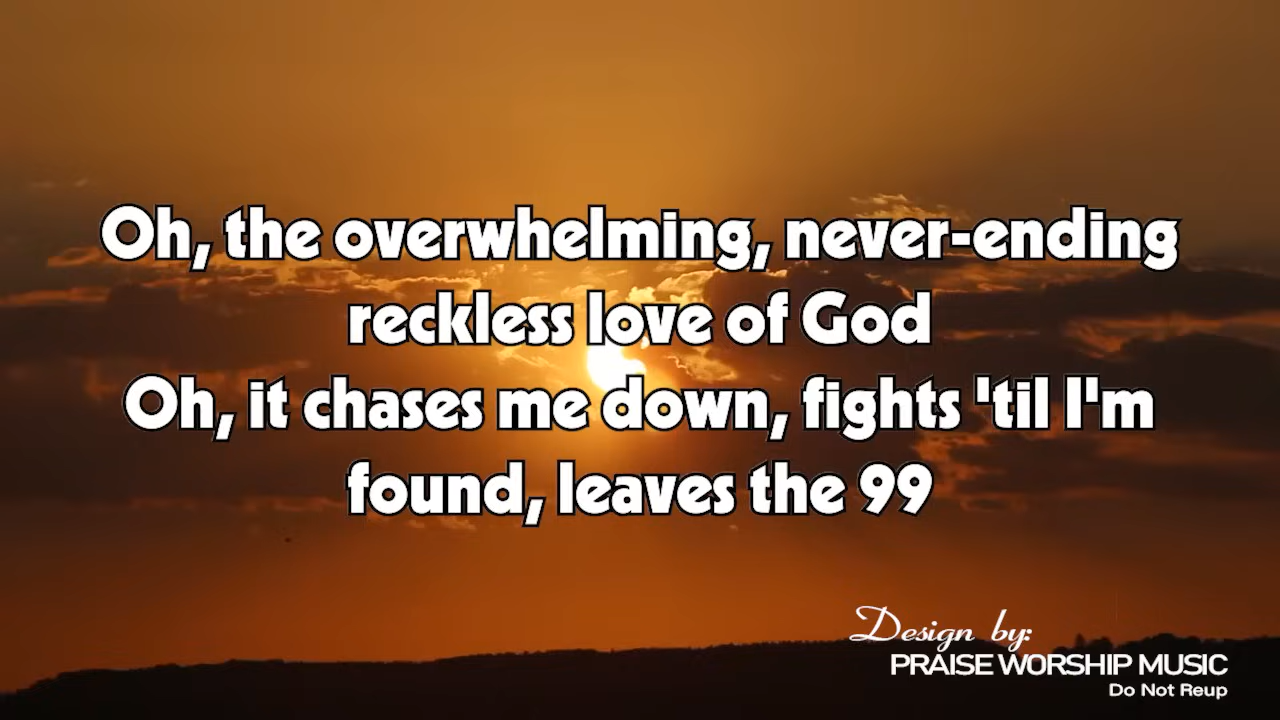 Oh, the overwhelming, never-ending
reckless love of God
Oh, it chases me down, fights 'til I'm
found, leaves the 99
Design by:
PRAISE WORSHIP MUSIC
Do Not Reup